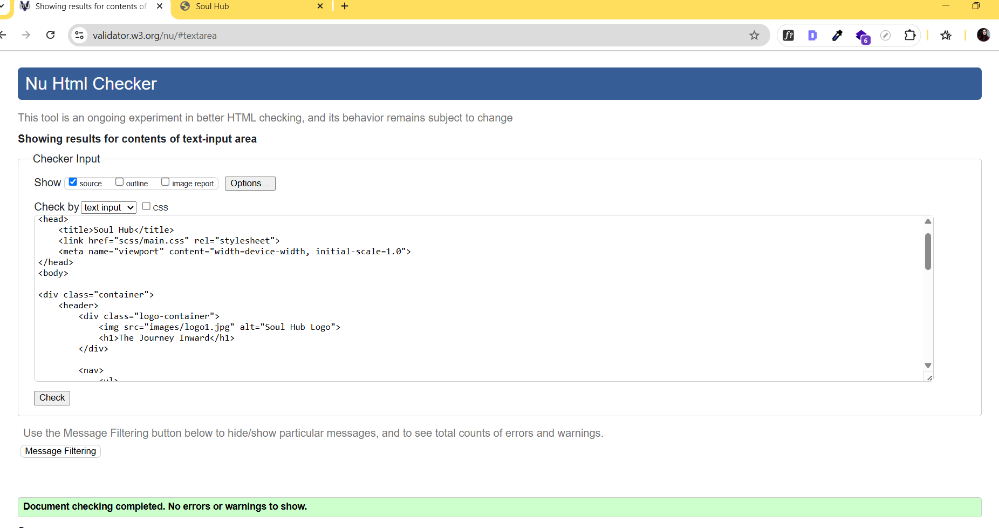 Showing results for contents of
Soul Hub
validator.w3.org/nu/#textarea
f?
D
6
Nu Html Checker
This tool is an ongoing experiment in better HTML checking, and its behavior remains subject to change
Showing results for contents of text-input area
Checker Input
Show source outline image report Options...
Check by text input CSS
<head>
    <title>Soul Hub</title>
    <link href="scss/main.css" rel="stylesheet">
    <meta name="viewport" content="width=device-width, initial-scale=1.0">
</head>
<body>
<div class="container">
    <header>
        <div class="logo-container">
            <img src="images/logo1.jpg" alt="Soul Hub Logo">
            <h1>The Journey Inward</h1>
        </div>
        <nav>
            <ul>
Check
Use the Message Filtering button below to hide/show particular messages, and to see total counts of errors and warnings.
Message Filtering
Document checking completed. No errors or warnings to show.